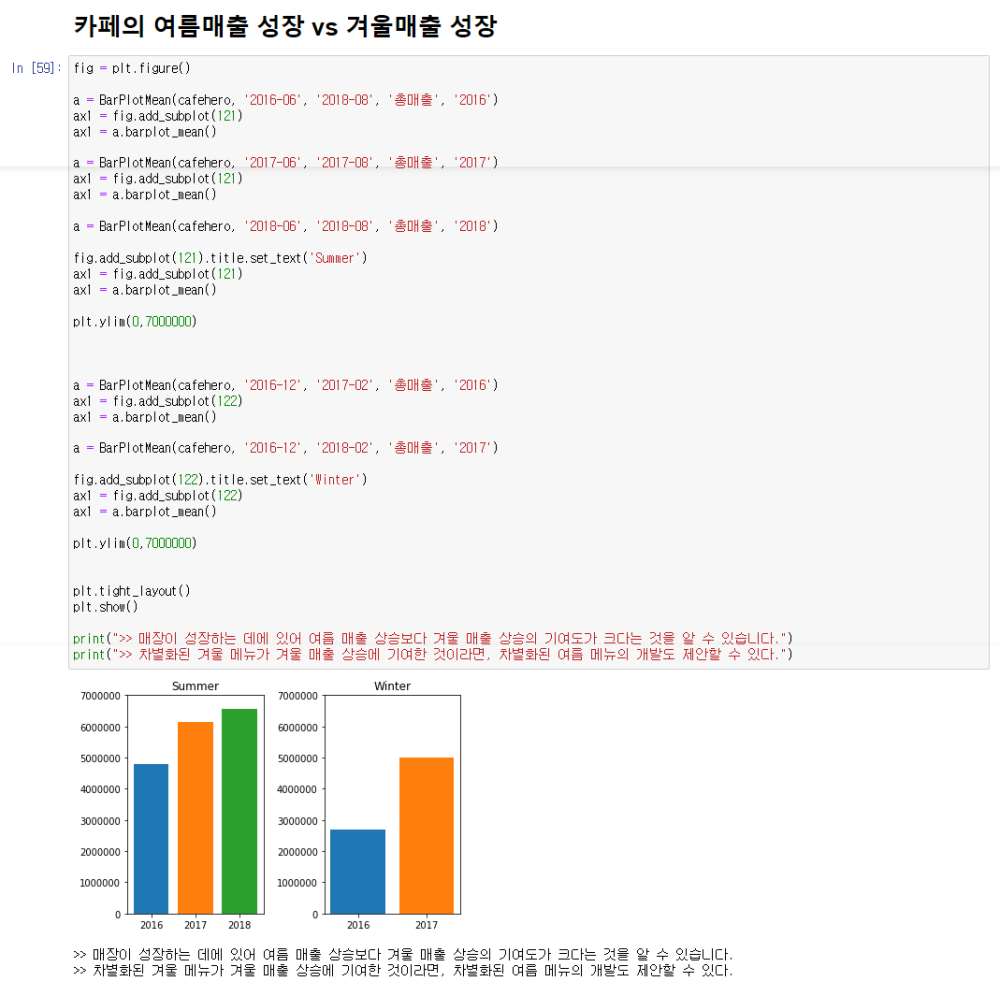 카페의 여름매출 성장 vs 겨울매출 성장
In [59]:
fig = plt.figure()
a = BarPlotMean(cafehero, '2016-06', '2018-08', '총매출', '2016')
ax1 = fig.add_subplot(121)
ax1 = a.barplot_mean()
a = BarPlotMean(cafehero, '2017-06', '2017-08', '총매출', '2017')
ax1 = fig.add_subplot(121)
ax1 = a.barplot_mean()
a = BarPlotMean(cafehero, '2018-06', '2018-08', '총매출', '2018')
fig.add_subplot(121).title.set_text('Summer')
ax1 = fig.add_subplot(121)
ax1 = a.barplot_mean()
plt.ylim(0,7000000)
a = BarPlotMean(cafehero, '2016-12', '2017-02', '총매출', '2016')
ax1 = fig.add_subplot(122)
ax1 = a.barplot_mean()
a = BarPlotMean(cafehero, '2016-12', '2018-02', '총매출', '2017')
fig.add_subplot(122).title.set_text('Winter')
ax1 = fig.add_subplot(122)
ax1 = a.barplot_mean()
plt.ylim(0,7000000)
plt.tight_layout()
plt.show()
print(">> 매장이 성장하는 데에 있어 여름 매출 상승보다 겨울 매출 상승의 기여도가 크다는 것을 알 수 있습니다.")
print(">> 차별화된 겨울 메뉴가 겨울 매출 상승에 기여한 것이라면, 차별화된 여름 메뉴의 개발도 제안할 수 있다.")
Summer
7000000
6000000
5000000
4000000
3000000
2000000
1000000
0
2016 2017 2018
Winter
7000000
6000000
5000000
4000000
3000000
2000000
1000000
0
2016 2017
>> 매장이 성장하는 데에 있어 여름 매출 상승보다 겨울 매출 상승의 기여도가 크다는 것을 알 수 있습니다.
>> 차별화된 겨울 메뉴가 겨울 매출 상승에 기여한 것이라면, 차별화된 여름 메뉴의 개발도 제안할 수 있다.